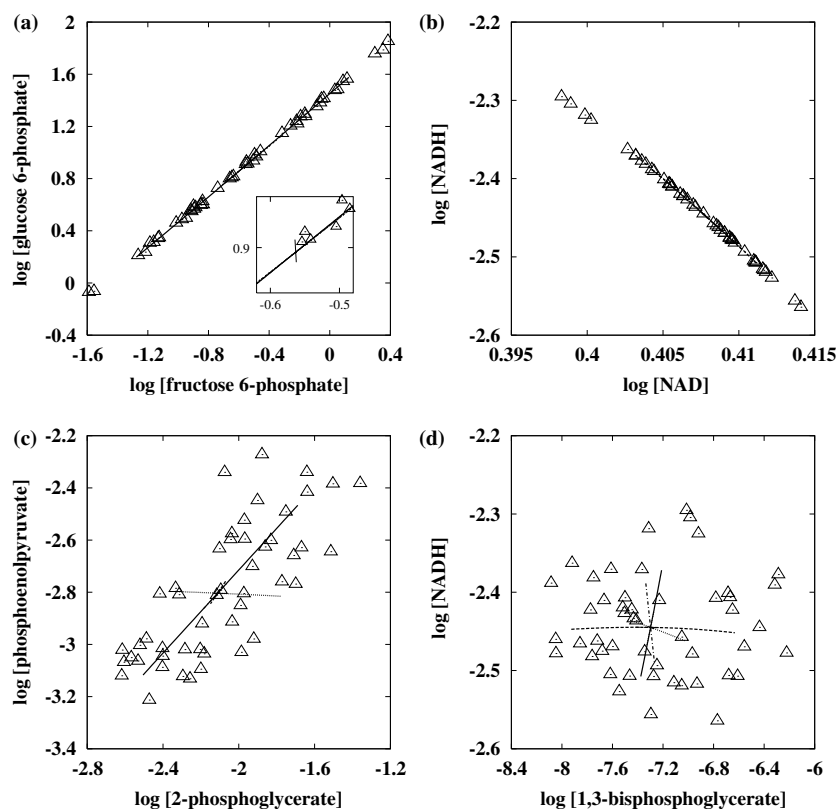 (a)
2
1.6
1.2
0.8
0.4
0
-0.4
log [glucose 6-phosphate]
0.9
-0.6 -0.5
-1.6 -1.2 -0.8 -0.4 0 0.4
log [fructose 6-phosphate]
(b)
-2.2
-2.3
-2.4
-2.5
-2.6
log [NADH]
0.395 0.4 0.405 0.41 0.415
log [NAD]
(c)
-2.2
-2.4
-2.6
-2.8
-3
-3.2
-3.4
log [phosphoenolpyruvate]
-2.8 -2.4 -2 -1.6 -1.2
log [2-phosphoglycerate]
(d)
-2.2
-2.3
-2.4
-2.5
-2.6
log [NADH]
-8.4 -8 -7.6 -7.2 -6.8 -6.4 -6
log [1,3-bisphosphoglycerate]